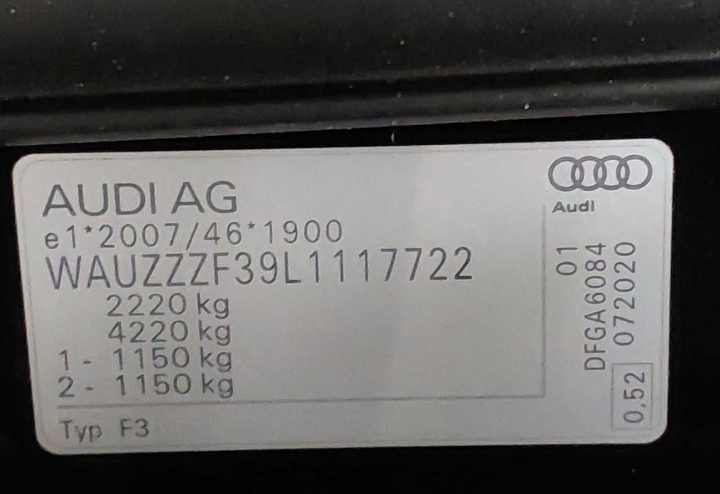 AUDI AG
e1*2007/46*1900
WAUZZZF39L1117722
2220 kg
4220 kg
1 - 1150 kg
2 - 1150 kg
Typ F3
Audi
01
DFGA6084
072020
0,52